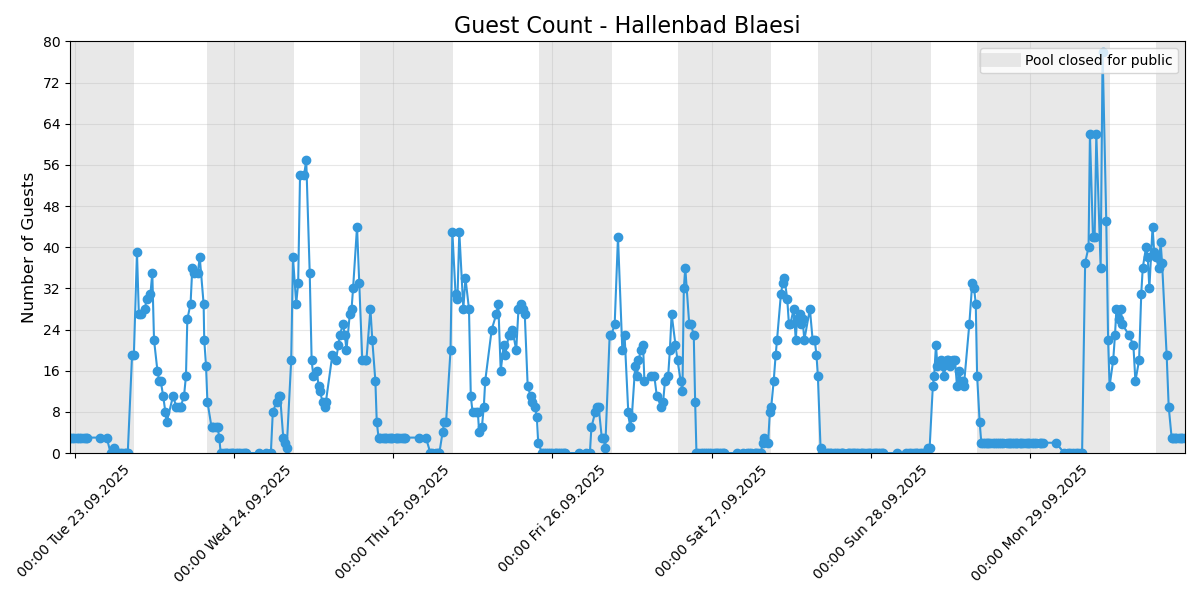 Guest Count - Hallenbad Blaesi
Pool closed for public
Number of Guests
80
72
64
56
48
40
32
24
16
8
0
00:00 Tue 23.09.2025
00:00 Wed 24.09.2025
00:00 Thu 25.09.2025
00:00 Fri 26.09.2025
00:00 Sat 27.09.2025
00:00 Sun 28.09.2025
00:00 Mon 29.09.2025